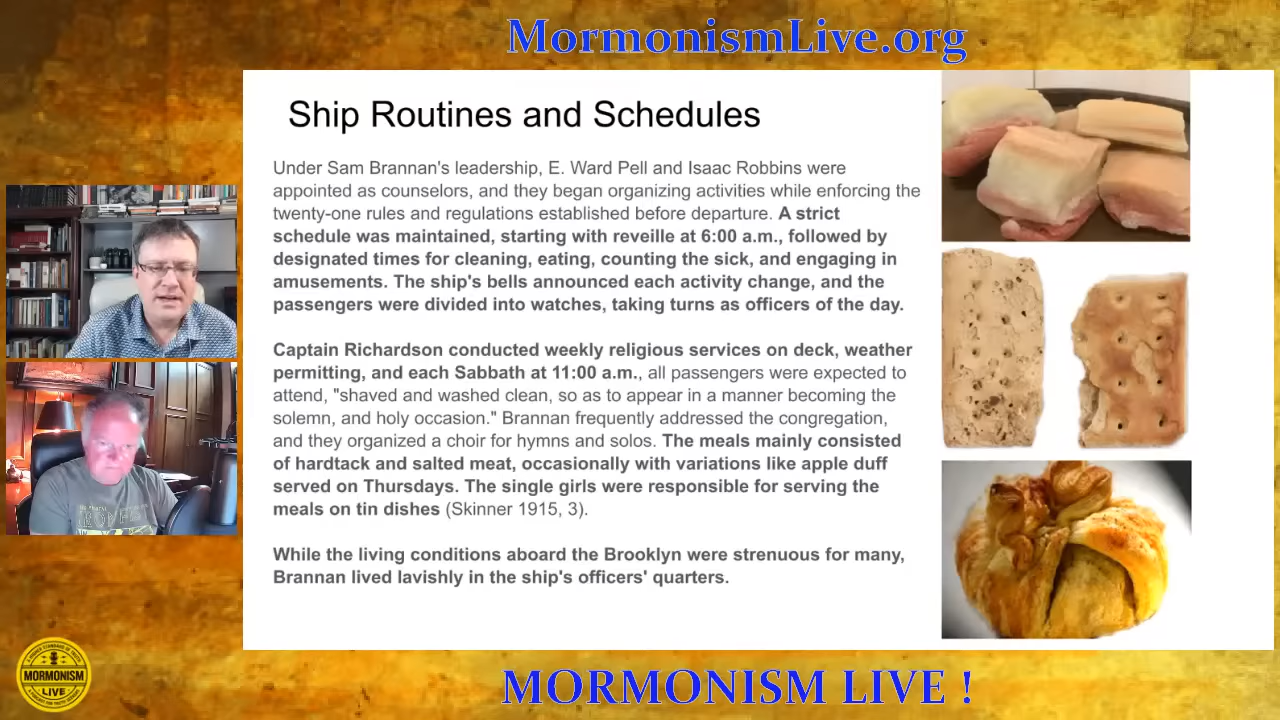 MormonismLive.org
Ship Routines and Schedules
Under Sam Brannan's leadership, E. Ward Pell and Isaac Robbins were
appointed as counselors, and they began organizing activities while enforcing the
twenty-one rules and regulations established before departure. A strict
schedule was maintained, starting with reveille at 6:00 a.m., followed by
designated times for cleaning, eating, counting the sick, and engaging in
amusements. The ship's bells announced each activity change, and the
passengers were divided into watches, taking turns as officers of the day.
Captain Richardson conducted weekly religious services on deck, weather
permitting, and each Sabbath at 11:00 a.m., all passengers were expected to
attend, "shaved and washed clean, so as to appear in a manner becoming the
solemn, and holy occasion." Brannan frequently addressed the congregation,
and they organized a choir for hymns and solos. The meals mainly consisted
of hardtack and salted meat, occasionally with variations like apple duff
served on Thursdays. The single girls were responsible for serving the
meals on tin dishes (Skinner 1915, 3).
While the living conditions aboard the Brooklyn were strenuous for many,
Brannan lived lavishly in the ship's officers' quarters.
MORMONISM
LIVE
MORMONISM LIVE !